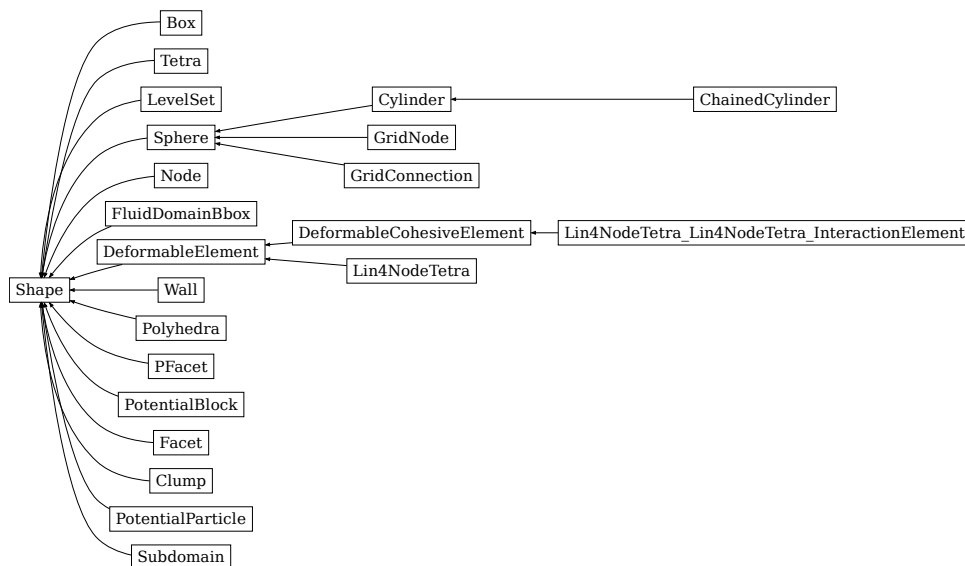 Box
Tetra
LevelSet
Cylinder
ChainedCylinder
Sphere
GridNode
GridConnection
Node
FluidDomainBbox
DeformableElement
DeformableCohesiveElement
Lin4NodeTetra_Lin4NodeTetra_InteractionElement
Lin4NodeTetra
Shape
Wall
Polyhedra
PFacet
PotentialBlock
Facet
Clump
PotentialParticle
Subdomain